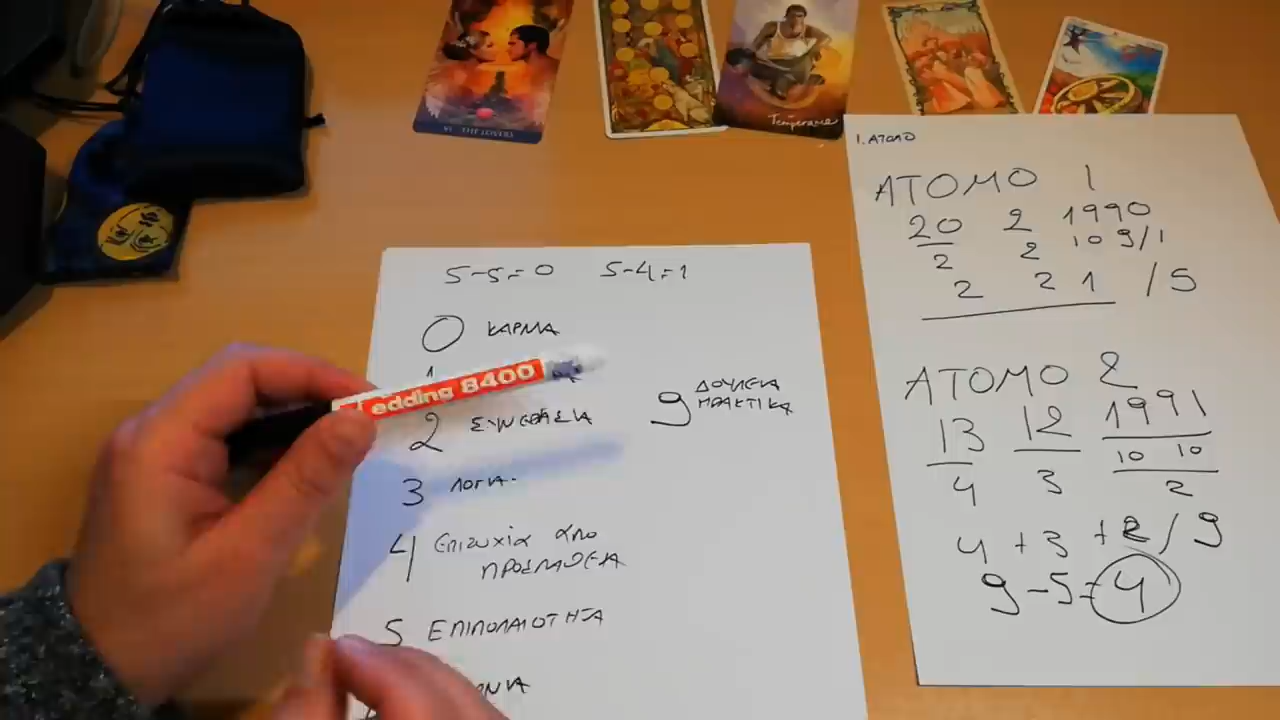 VI THE LOVERS
Temperance
5-5=0 5-4=1
0 ΚΑΡΜΑ
1
edding 8400
2 ΣΥΝΕΡΓΑΣΙΑ
9 ΔΟΥΛΕΙΑ
ΠΡΑΚΤΙΚΑ
3 ΛΟΓΙΑ.
4 ΕΠΙΤΥΧΙΑ ΑΠΟ
ΠΡΟΣΠΑΘΕΙΑ
5 ΕΠΙΠΟΛΑΙΟΤΗΤΑ
1. ΑΤΟΜΟ
ΑΤΟΜΟ 1
20 2 1990
2 2 10 9/1
2 2 1 /5
ΑΤΟΜΟ 2
13 12 1991
10 10
4 3 2
4 +3 +2 / 9
9-5=4